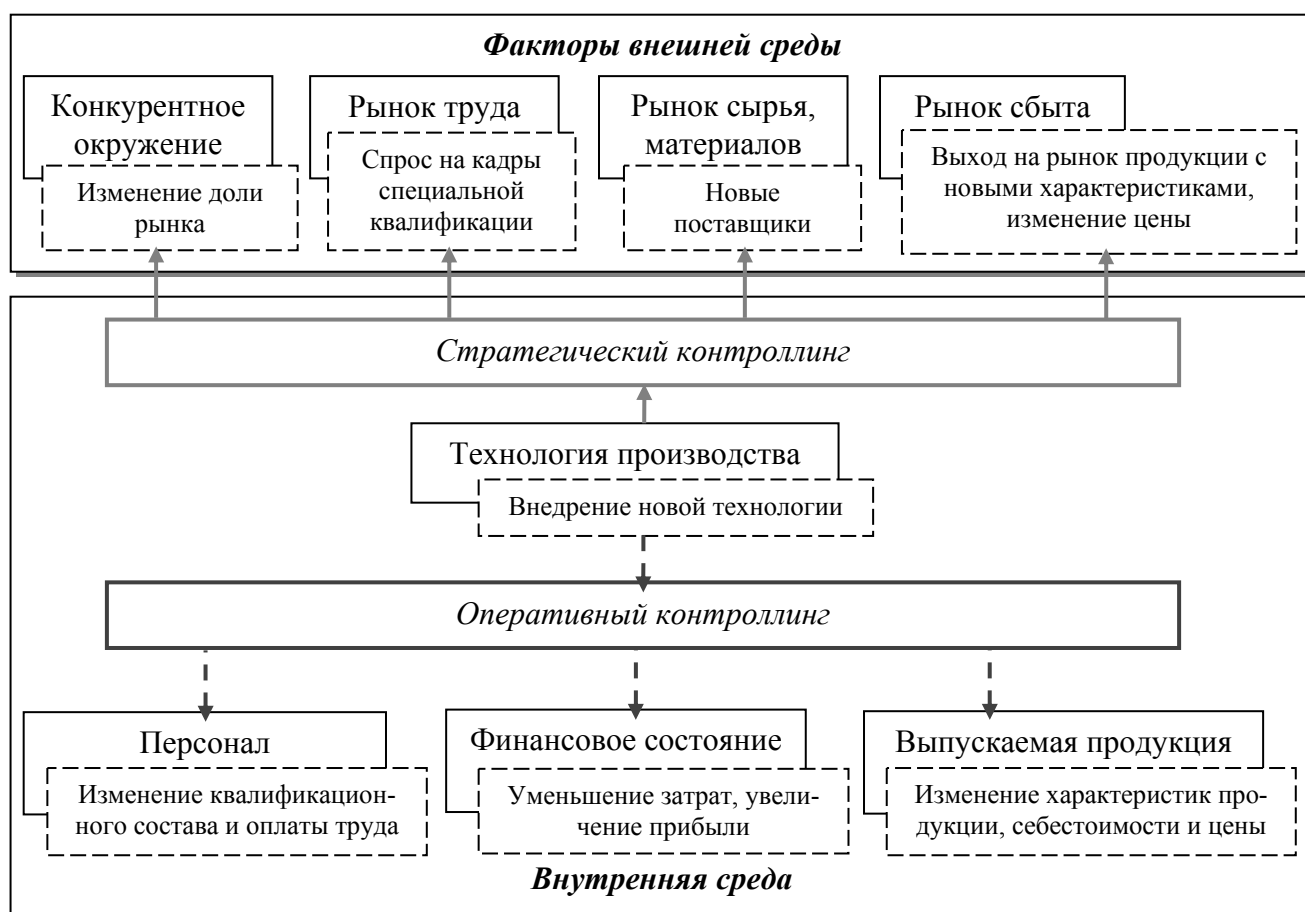 Факторы внешней среды
Конкурентное
окружение
Изменение доли
рынка
Рынок труда
Спрос на кадры
специальной
квалификации
Рынок сырья,
материалов
Новые
поставщики
Рынок сбыта
Выход на рынок продукции с
новыми характеристиками,
изменение цены
Стратегический контроллинг
Технология производства
Внедрение новой технологии
Оперативный контроллинг
Персонал
Изменение квалификацион-
ного состава и оплаты труда
Финансовое состояние
Уменьшение затрат, увели-
чение прибыли
Выпускаемая продукция
Изменение характеристик про-
дукции, себестоимости и цены
Внутренняя среда